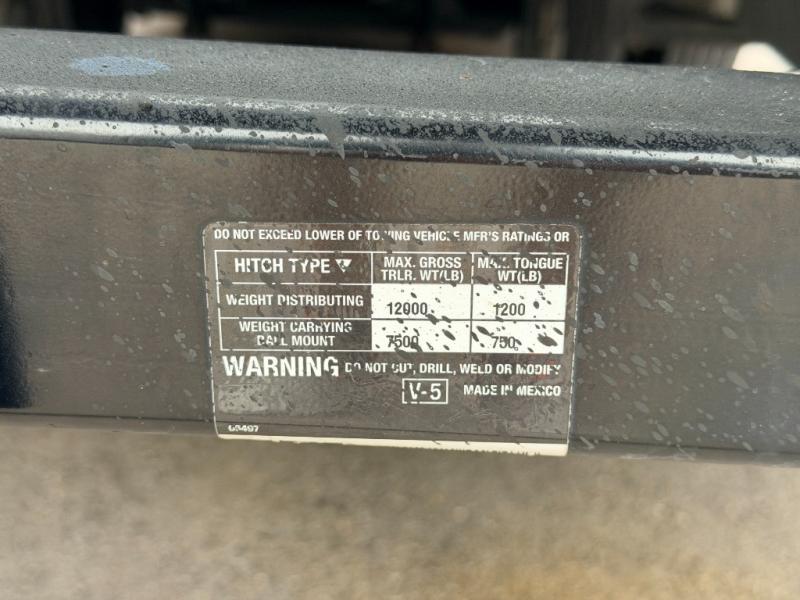 DO NOT EXCEED LOWER OF TOWING VEHICLE MFR'S RATINGS OR
HITCH TYPE MAX. GROSS TRLR. WT(LB) MAX. TONGUE WT(LB)
WEIGHT DISTRIBUTING 12000 1200
WEIGHT CARRYING BALL MOUNT 7500 750
WARNING DO NOT CUT, DRILL, WELD OR MODIFY
V-5 MADE IN MEXICO